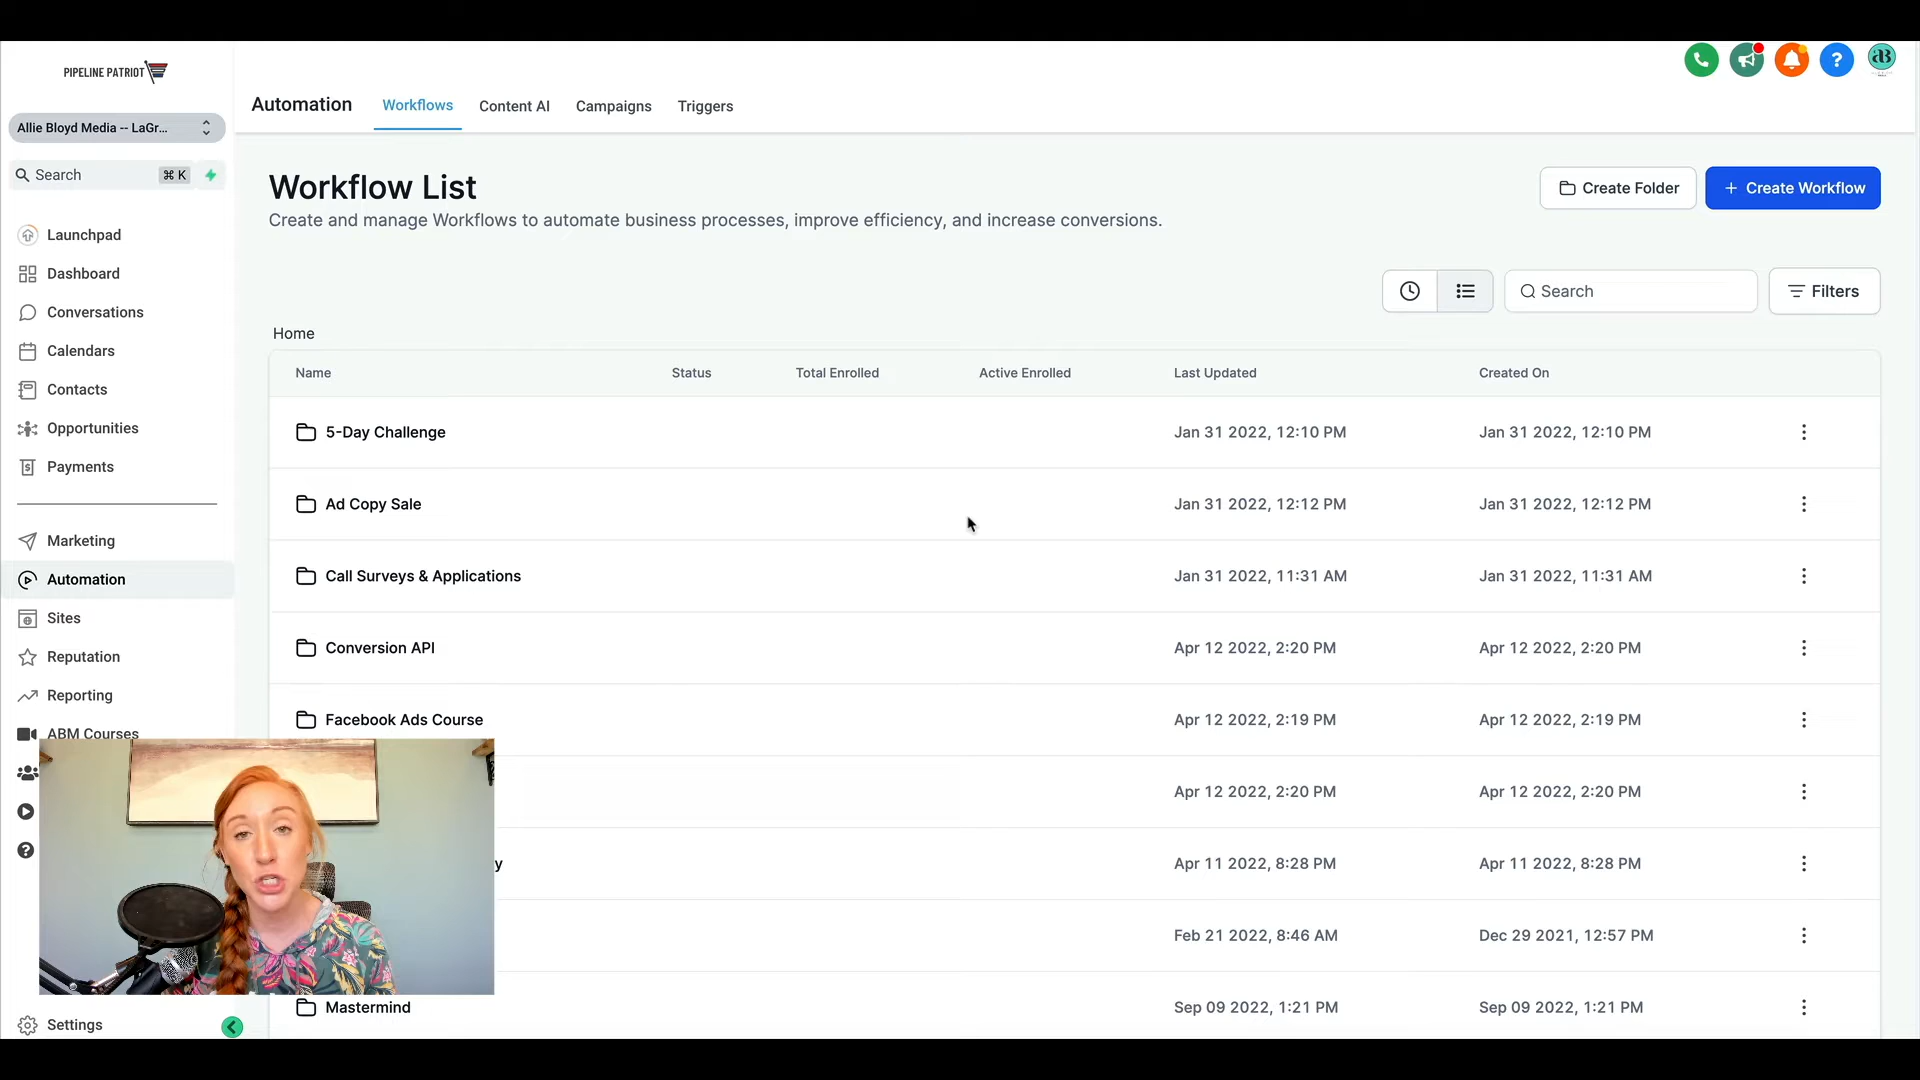 PIPELINE PATRIOT
Allie Bloyd Media -- LaGr...
Search ⌘ K
Launchpad
Dashboard
Conversations
Calendars
Contacts
Opportunities
Payments
Marketing
Automation
Sites
Reputation
Reporting
ABM Courses
Settings
Automation Workflows Content AI Campaigns Triggers
aB
Workflow List
Create and manage Workflows to automate business processes, improve efficiency, and increase conversions.
Create Folder
+ Create Workflow
Search
Filters
Home
Name Status Total Enrolled Active Enrolled Last Updated Created On
5-Day Challenge Jan 31 2022, 12:10 PM Jan 31 2022, 12:10 PM
Ad Copy Sale Jan 31 2022, 12:12 PM Jan 31 2022, 12:12 PM
Call Surveys & Applications Jan 31 2022, 11:31 AM Jan 31 2022, 11:31 AM
Conversion API Apr 12 2022, 2:20 PM Apr 12 2022, 2:20 PM
Facebook Ads Course Apr 12 2022, 2:19 PM Apr 12 2022, 2:19 PM
Apr 12 2022, 2:20 PM Apr 12 2022, 2:20 PM
y Apr 11 2022, 8:28 PM Apr 11 2022, 8:28 PM
Feb 21 2022, 8:46 AM Dec 29 2021, 12:57 PM
Mastermind Sep 09 2022, 1:21 PM Sep 09 2022, 1:21 PM